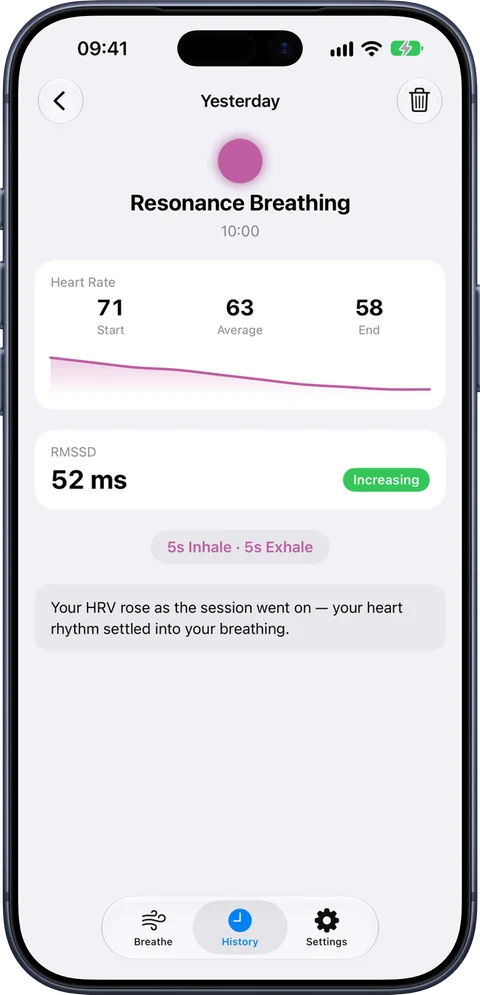 09:41
Yesterday
Resonance Breathing
10:00
Heart Rate
71 63 58
Start Average End
RMSSD
52 ms Increasing
5s Inhale · 5s Exhale
Your HRV rose as the session went on — your heart
rhythm settled into your breathing.
Breathe History Settings